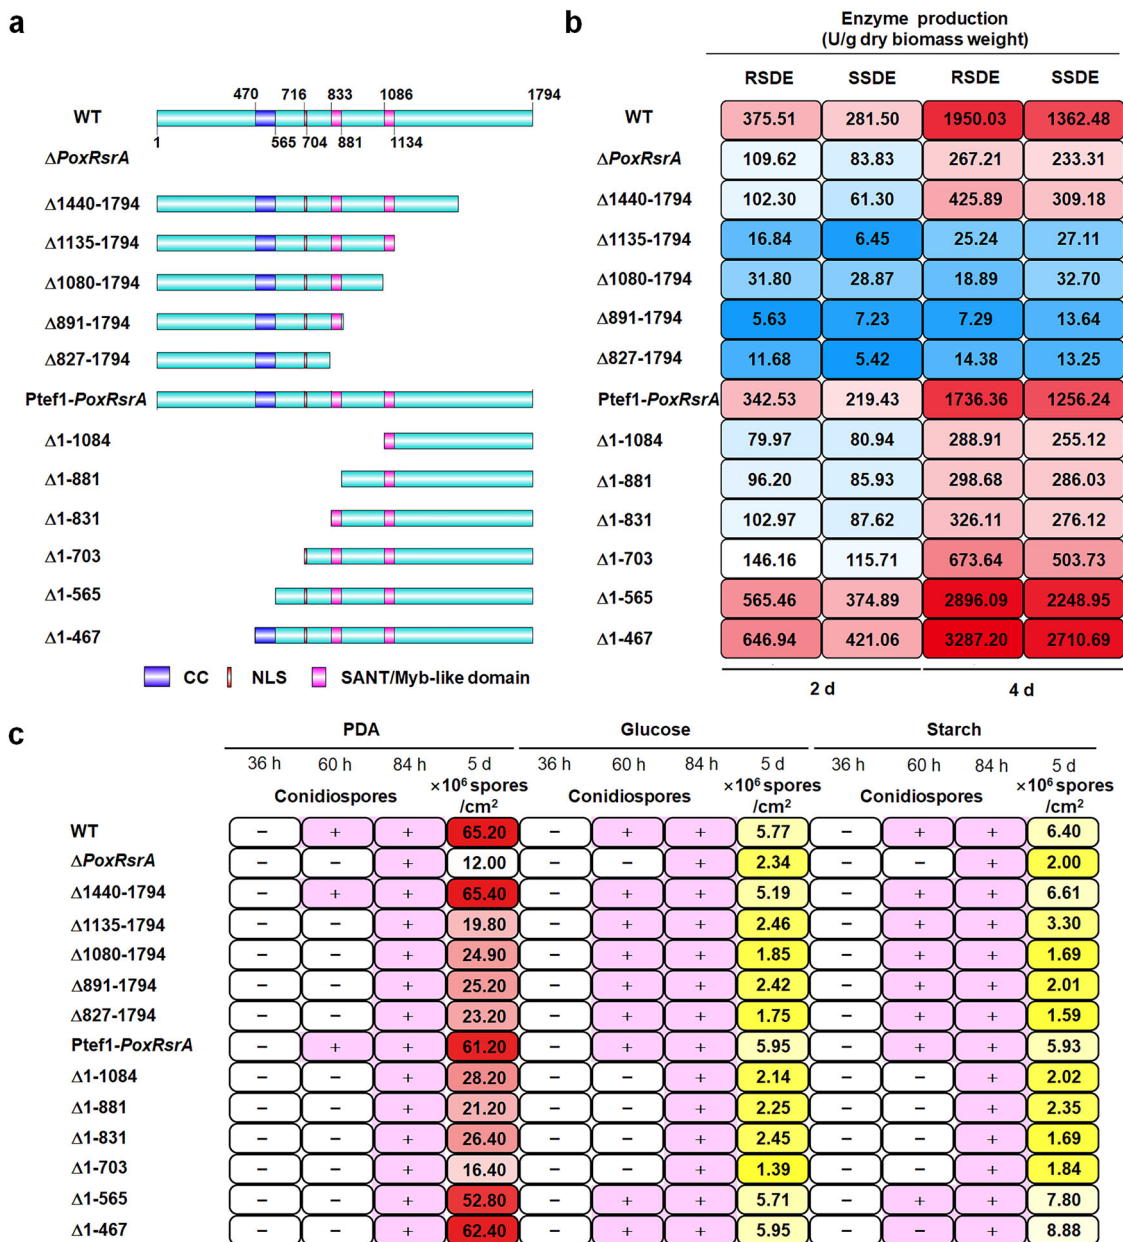 a
470 716 833 1086 1794
WT
1 565 704 881 1134
ΔPoxRsrA
Δ1440-1794
Δ1135-1794
Δ1080-1794
Δ891-1794
Δ827-1794
Ptef1-PoxRsrA
Δ1-1084
Δ1-881
Δ1-831
Δ1-703
Δ1-565
Δ1-467
CC NLS SANT/Myb-like domain
b
Enzyme production
(U/g dry biomass weight)
RSDE SSDE RSDE SSDE
WT 375.51 281.50 1950.03 1362.48
ΔPoxRsrA 109.62 83.83 267.21 233.31
Δ1440-1794 102.30 61.30 425.89 309.18
Δ1135-1794 16.84 6.45 25.24 27.11
Δ1080-1794 31.80 28.87 18.89 32.70
Δ891-1794 5.63 7.23 7.29 13.64
Δ827-1794 11.68 5.42 14.38 13.25
Ptef1-PoxRsrA 342.53 219.43 1736.36 1256.24
Δ1-1084 79.97 80.94 288.91 255.12
Δ1-881 96.20 85.93 298.68 286.03
Δ1-831 102.97 87.62 326.11 276.12
Δ1-703 146.16 115.71 673.64 503.73
Δ1-565 565.46 374.89 2896.09 2248.95
Δ1-467 646.94 421.06 3287.20 2710.69
2 d 4 d
c
PDA Glucose Starch
36 h 60 h 84 h 5 d 36 h 60 h 84 h 5 d 36 h 60 h 84 h 5 d
Conidiospores ×10⁶ spores Conidiospores ×10⁶ spores Conidiospores ×10⁶ spores
/cm² /cm² /cm²
WT − + + 65.20 − + + 5.77 − + + 6.40
ΔPoxRsrA − − + 12.00 − − + 2.34 − − + 2.00
Δ1440-1794 − + + 65.40 − + + 5.19 − + + 6.61
Δ1135-1794 − − + 19.80 − + + 2.46 − + + 3.30
Δ1080-1794 − − + 24.90 − + + 1.85 − + + 1.69
Δ891-1794 − − + 25.20 − + + 2.42 − + + 2.01
Δ827-1794 − − + 23.20 − + + 1.75 − + + 1.59
Ptef1-PoxRsrA − + + 61.20 − + + 5.95 − + + 5.93
Δ1-1084 − − + 28.20 − − + 2.14 − − + 2.02
Δ1-881 − − + 21.20 − − + 2.25 − − + 2.35
Δ1-831 − − + 26.40 − − + 2.45 − − + 1.69
Δ1-703 − − + 16.40 − − + 1.39 − − + 1.84
Δ1-565 − − + 52.80 − + + 5.71 − + + 7.80
Δ1-467 − − + 62.40 − + + 5.95 − − + 8.88